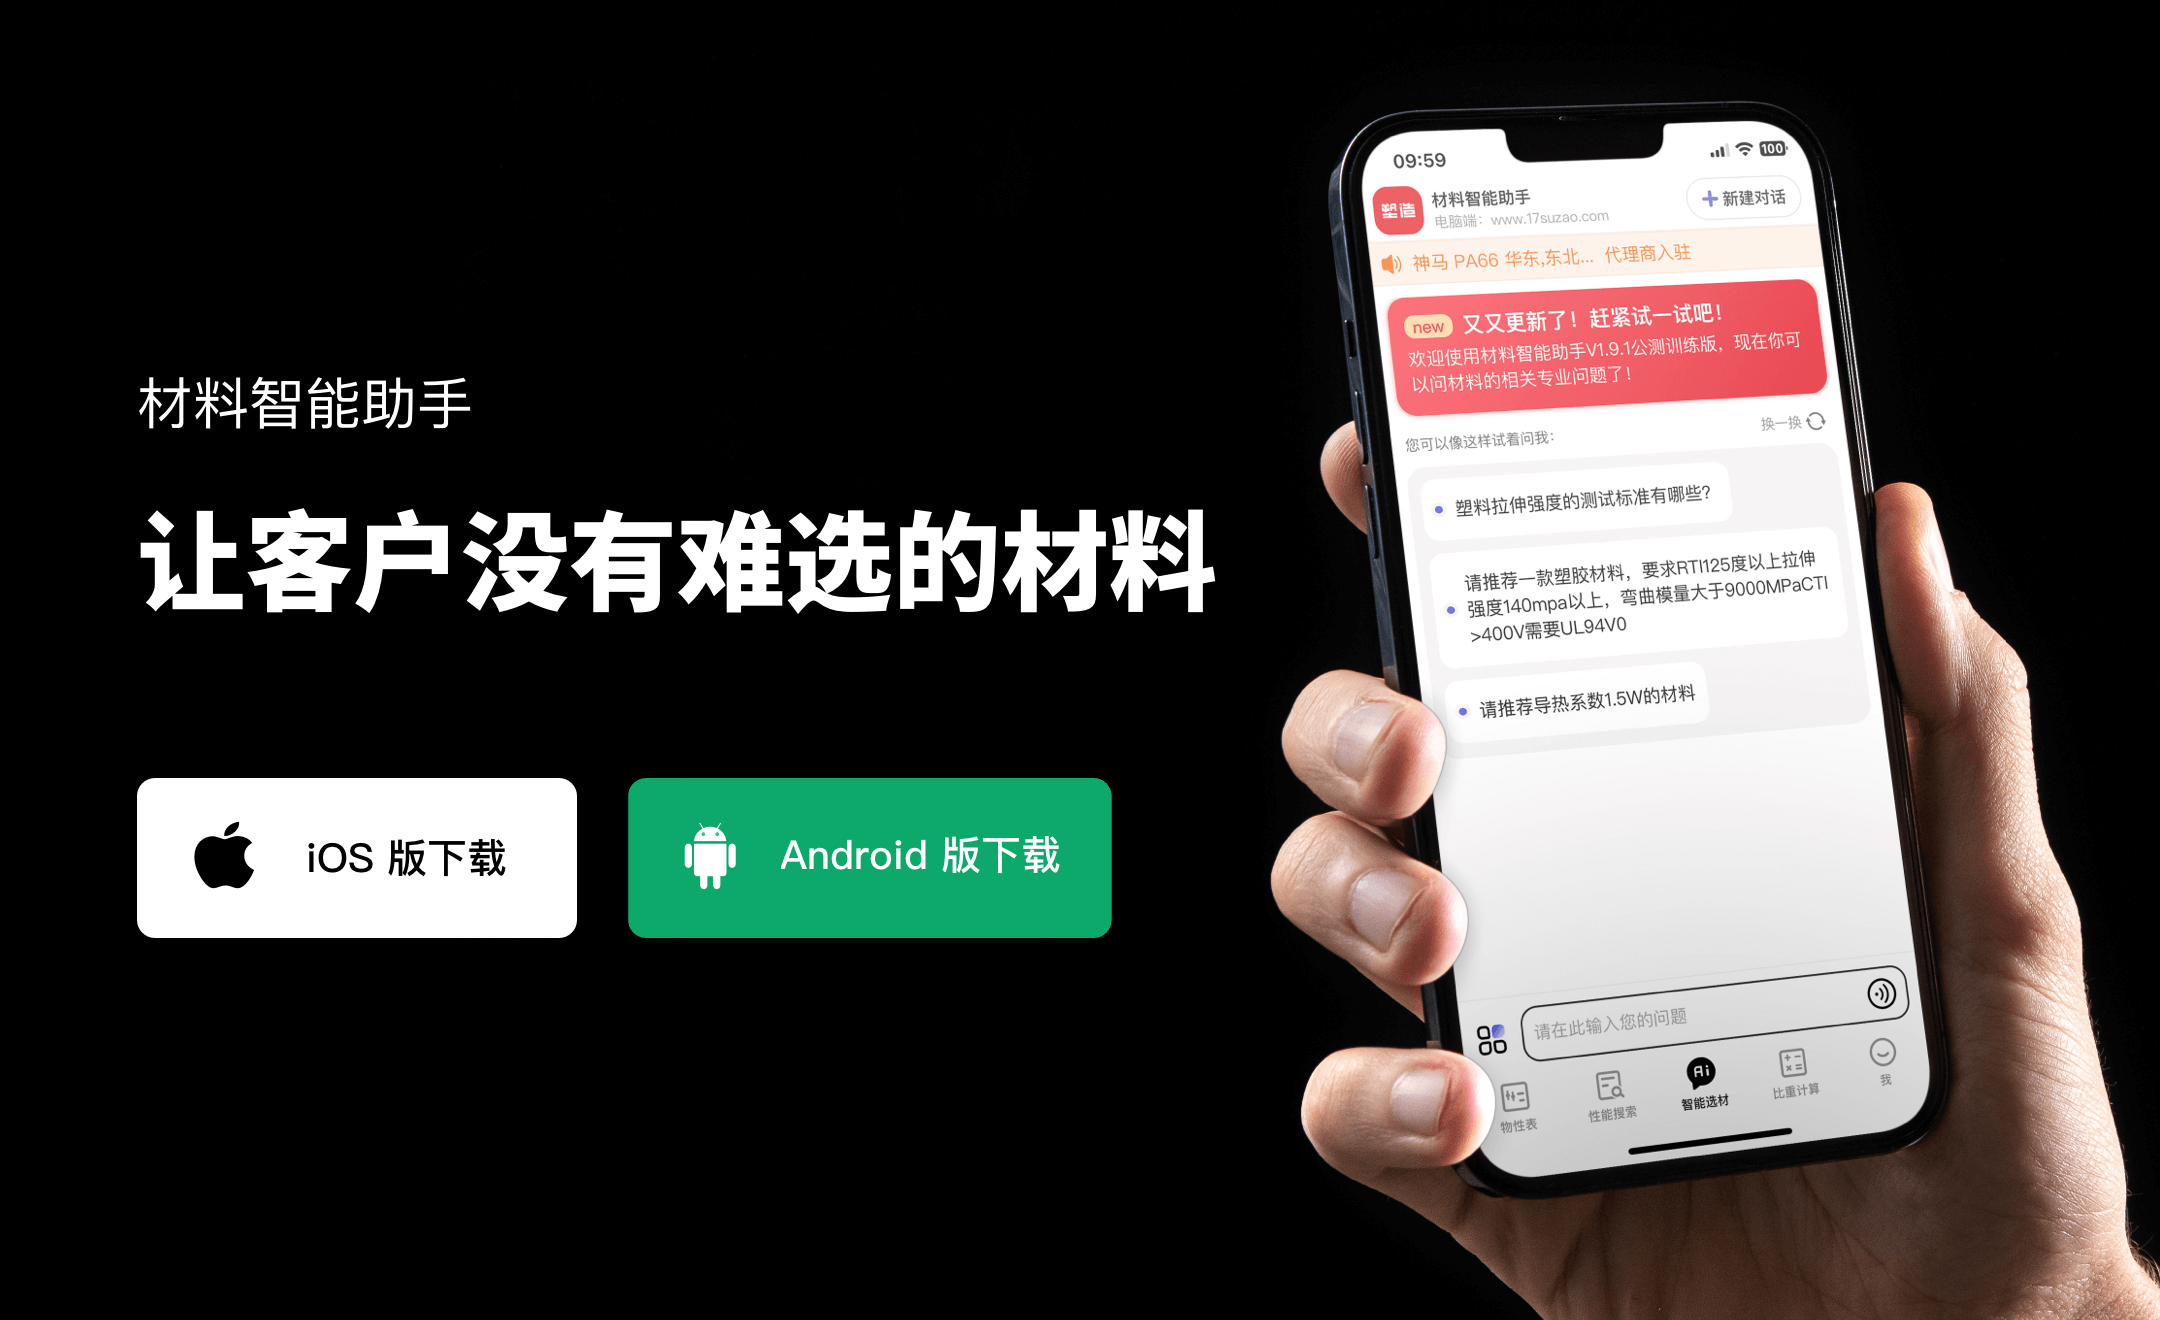 材料智能助手
让客户没有难选的材料
iOS 版下载
Android 版下载
09:59
100
塑造
材料智能助手
电脑端：www.17suzao.com
新建对话
神马 PA66 华东,东北... 代理商入驻
new 又又更新了！赶紧试一试吧！
欢迎使用材料智能助手V1.9.1公测训练版，现在你可
以问材料的相关专业问题了！
您可以像这样试着问我：
换一换
塑料拉伸强度的测试标准有哪些?
请推荐一款塑胶材料，要求RTI125度以上拉伸
强度140mpa以上，弯曲模量大于9000MPaCTI
>400V需要UL94V0
请推荐导热系数1.5W的材料
请在此输入您的问题
物性表
性能搜索
Ai
智能选材
比重计算
我